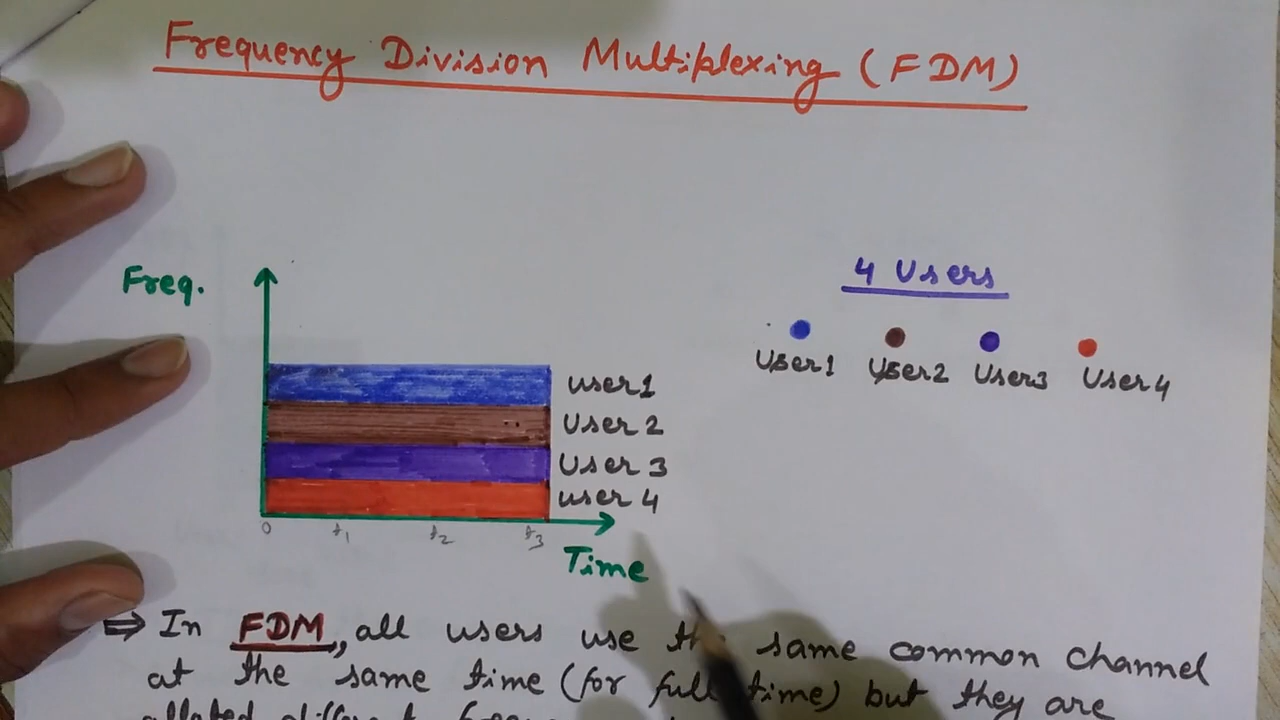 Frequency Division Multiplexing (FDM)
Freq.
4 Users
User1 User2 User3 User4
user1
User 2
User 3
user 4
0 t1 t2 t3
Time
⇒ In FDM, all users use the same common channel
at the same time (for full time) but they are
allated different